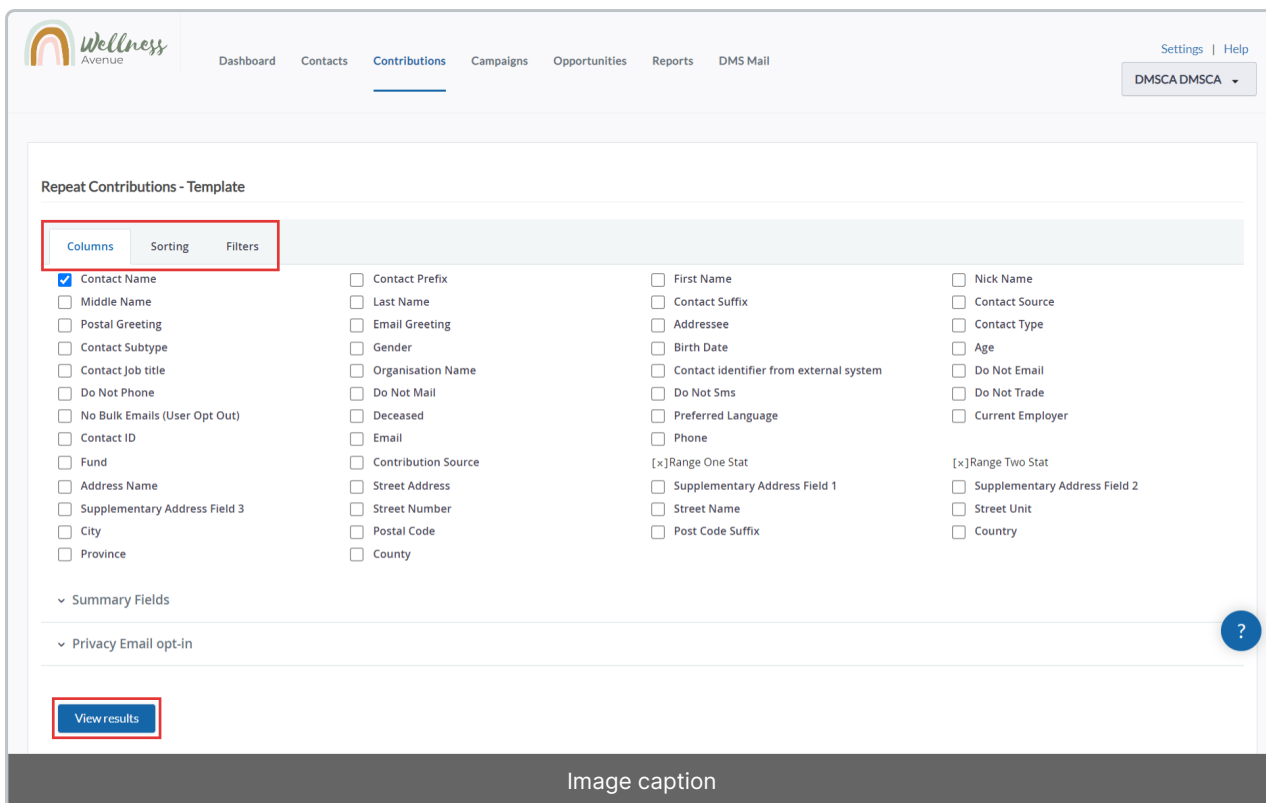 Wellness
Avenue
Dashboard Contacts Contributions Campaigns Opportunities Reports DMS Mail
Settings | Help
DMSCA DMSCA
Repeat Contributions - Template
Columns Sorting Filters
Contact Name Contact Prefix First Name Nick Name
Middle Name Last Name Contact Suffix Contact Source
Postal Greeting Email Greeting Addressee Contact Type
Contact Subtype Gender Birth Date Age
Contact Job title Organisation Name Contact identifier from external system Do Not Email
Do Not Phone Do Not Mail Do Not Sms Do Not Trade
No Bulk Emails (User Opt Out) Deceased Preferred Language Current Employer
Contact ID Email Phone
Fund Contribution Source [x]Range One Stat [x]Range Two Stat
Address Name Street Address Supplementary Address Field 1 Supplementary Address Field 2
Supplementary Address Field 3 Street Number Street Name Street Unit
City Postal Code Post Code Suffix Country
Province County
Summary Fields
?
Privacy Email opt-in
View results
Image caption